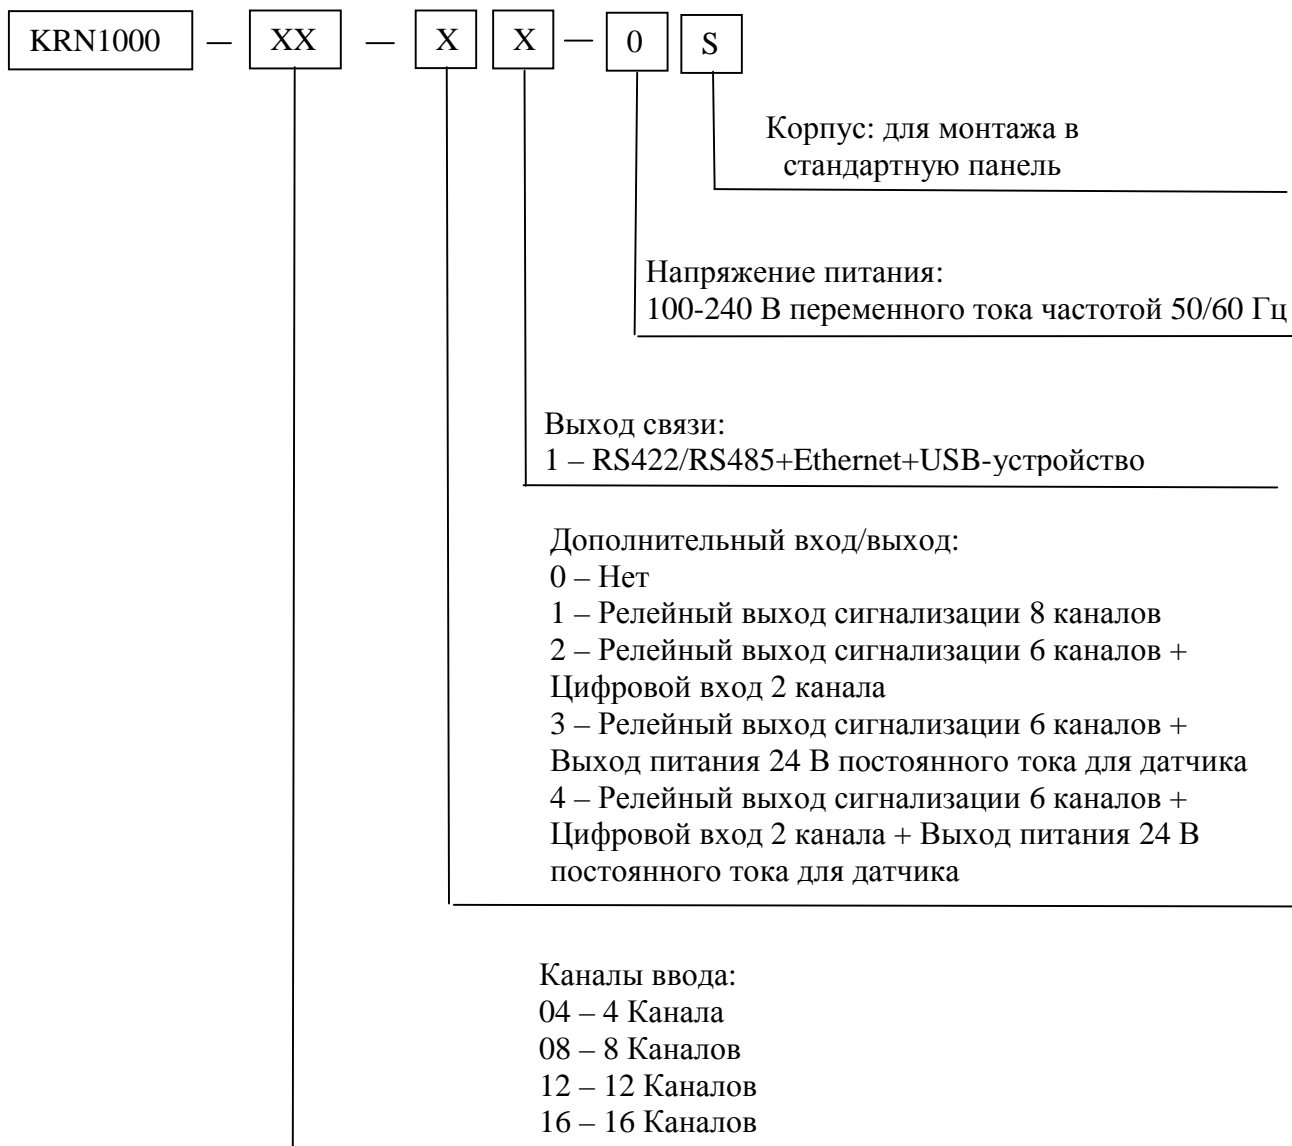 KRN1000 — XX — X X — 0 S
Корпус: для монтажа в
стандартную панель
Напряжение питания:
100-240 В переменного тока частотой 50/60 Гц
Выход связи:
1 – RS422/RS485+Ethernet+USB-устройство
Дополнительный вход/выход:
0 – Нет
1 – Релейный выход сигнализации 8 каналов
2 – Релейный выход сигнализации 6 каналов +
Цифровой вход 2 канала
3 – Релейный выход сигнализации 6 каналов +
Выход питания 24 В постоянного тока для датчика
4 – Релейный выход сигнализации 6 каналов +
Цифровой вход 2 канала + Выход питания 24 В
постоянного тока для датчика
Каналы ввода:
04 – 4 Канала
08 – 8 Каналов
12 – 12 Каналов
16 – 16 Каналов